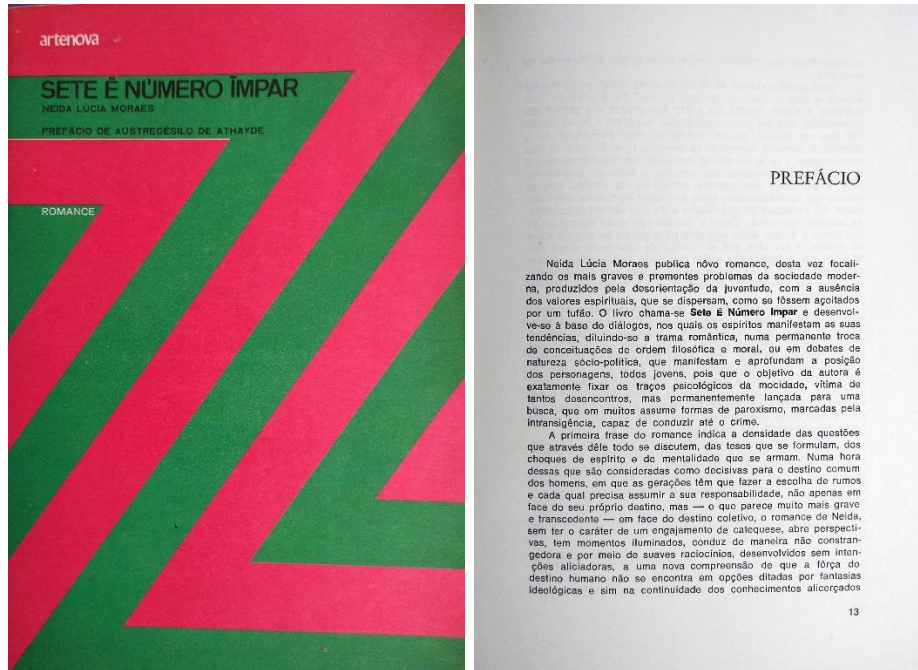 artenova
SETE É NÚMERO ÍMPAR
NEIDA LÚCIA MORAES
PREFÁCIO DE AUSTREGÉSILO DE ATHAYDE
ROMANCE
PREFÁCIO
Neida Lúcia Moraes publica nôvo romance, desta vez focali-
zando os mais graves e prementes problemas da sociedade moder-
na, produzidos pela desorientação da juventude, com a ausência
dos valores espirituais, que se dispersam, como se fôssem açoitados
por um tufão. O livro chama-se Sete É Número Impar e desenvol-
ve-se à base de diálogos, nos quais os espíritos manifestam as suas
tendências, diluindo-se a trama romântica, numa permanente troca
de conceituações de ordem filosófica e moral, ou em debates de
natureza sócio-política, que manifestam e aprofundam a posição
dos personagens, todos jovens, pois que o objetivo da autora é
exatamente fixar os traços psicológicos da mocidade, vítima de
tantos desencontros, mas permanentemente lançada para uma
busca, que em muitos assume formas de paroxismo, marcadas pela
intransigência, capaz de conduzir até o crime.
A primeira frase do romance indica a densidade das questões
que através dêle todo se discutem, das teses que se formulam, dos
choques de espírito e de mentalidade que se armam. Numa hora
dessas que são consideradas como decisivas para o destino comum
dos homens, em que as gerações têm que fazer a escolha de rumos
e cada qual precisa assumir a sua responsabilidade, não apenas em
face do seu próprio destino, mas — o que parece muito mais grave
e transcedente — em face do destino coletivo, o romance de Neida,
sem ter o caráter de um engajamento de catequese, abre perspecti-
vas, tem momentos iluminados, conduz de maneira não constran-
gedora e por meio de suaves raciocínios, desenvolvidos sem inten-
ções aliciadoras, a uma nova compreensão de que a fôrça do
destino humano não se encontra em opções ditadas por fantasias
ideológicas e sim na continuidade dos conhecimentos alicerçados
13